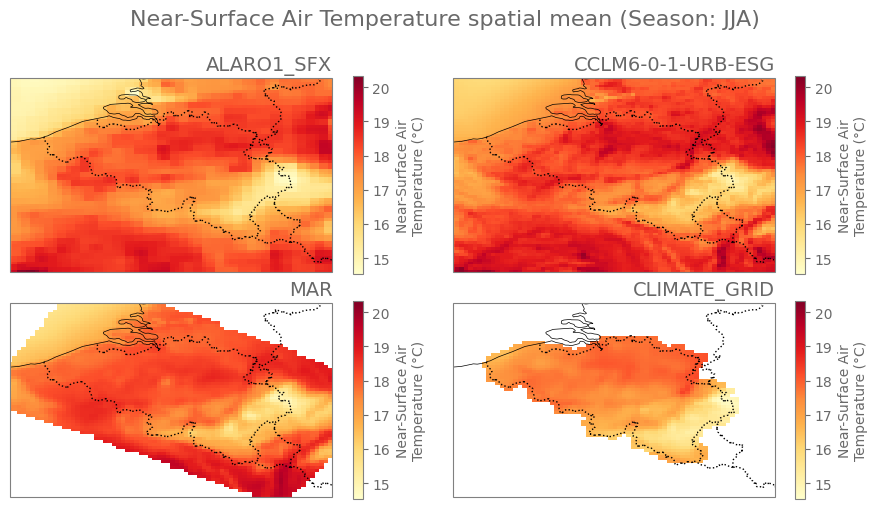 Near-Surface Air Temperature spatial mean (Season: JJA)
ALARO1_SFX
20
19
18
17
16
15
Near-Surface Air
Temperature (°C)
CCLM6-0-1-URB-ESG
20
19
18
17
16
15
Near-Surface Air
Temperature (°C)
MAR
20
19
18
17
16
15
Near-Surface Air
Temperature (°C)
CLIMATE_GRID
20
19
18
17
16
15
Near-Surface Air
Temperature (°C)